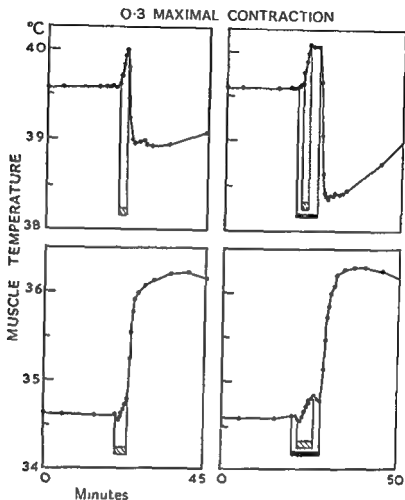 0·3 MAXIMAL CONTRACTION
°C
40
39
38
MUSCLE TEMPERATURE
36
35
34
0 45 0 50
Minutes